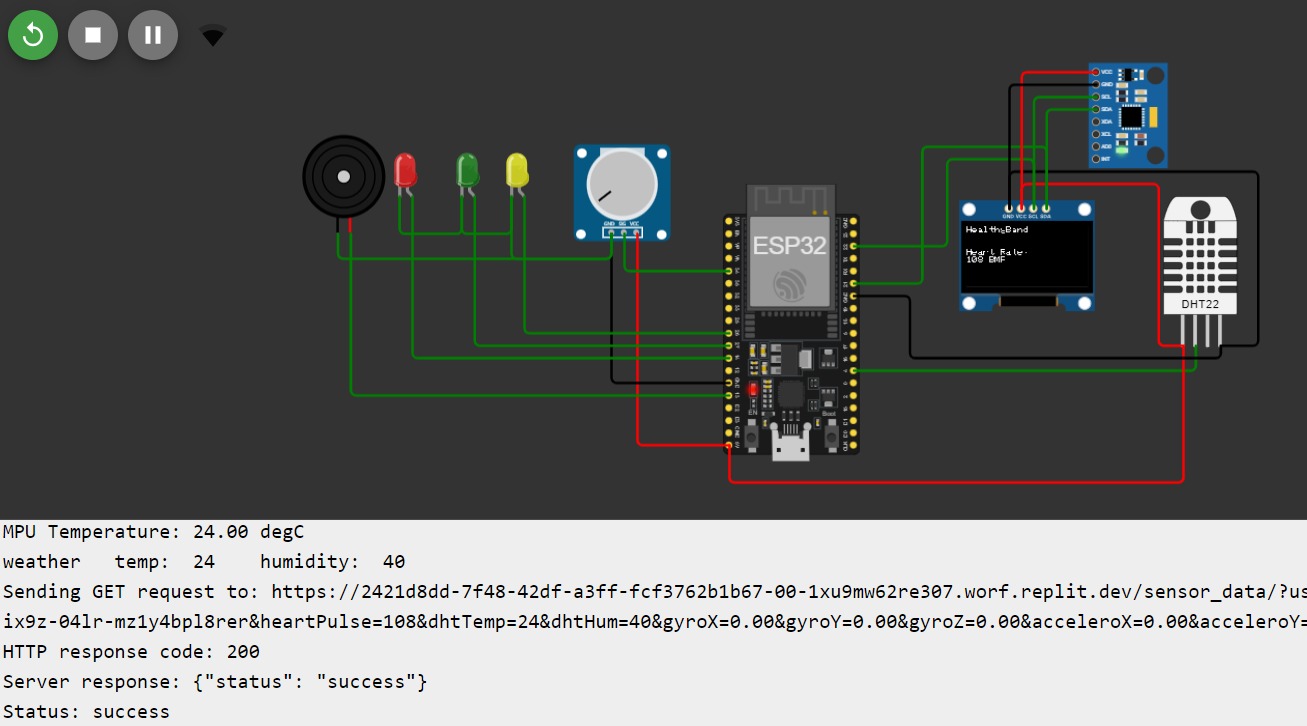 VCC
GND
SCL
SDA
XDA
XCL
AD0
INT
GND SIG VCC
ESP32
GND VCC SCL SDA
HealthyBand
Heart Rate:
108 BMP
DHT22
EN
Boot
MPU Temperature: 24.00 degC
weather temp: 24 humidity: 40
Sending GET request to: https://2421d8dd-7f48-42df-a3ff-fcf3762b1b67-00-1xu9mw62re307.worf.replit.dev/sensor_data/?us
ix9z-04lr-mz1y4bpl8rer&heartPulse=108&dhtTemp=24&dhtHum=40&gyroX=0.00&gyroY=0.00&gyroZ=0.00&acceleroX=0.00&acceleroY=
HTTP response code: 200
Server response: {"status": "success"}
Status: success